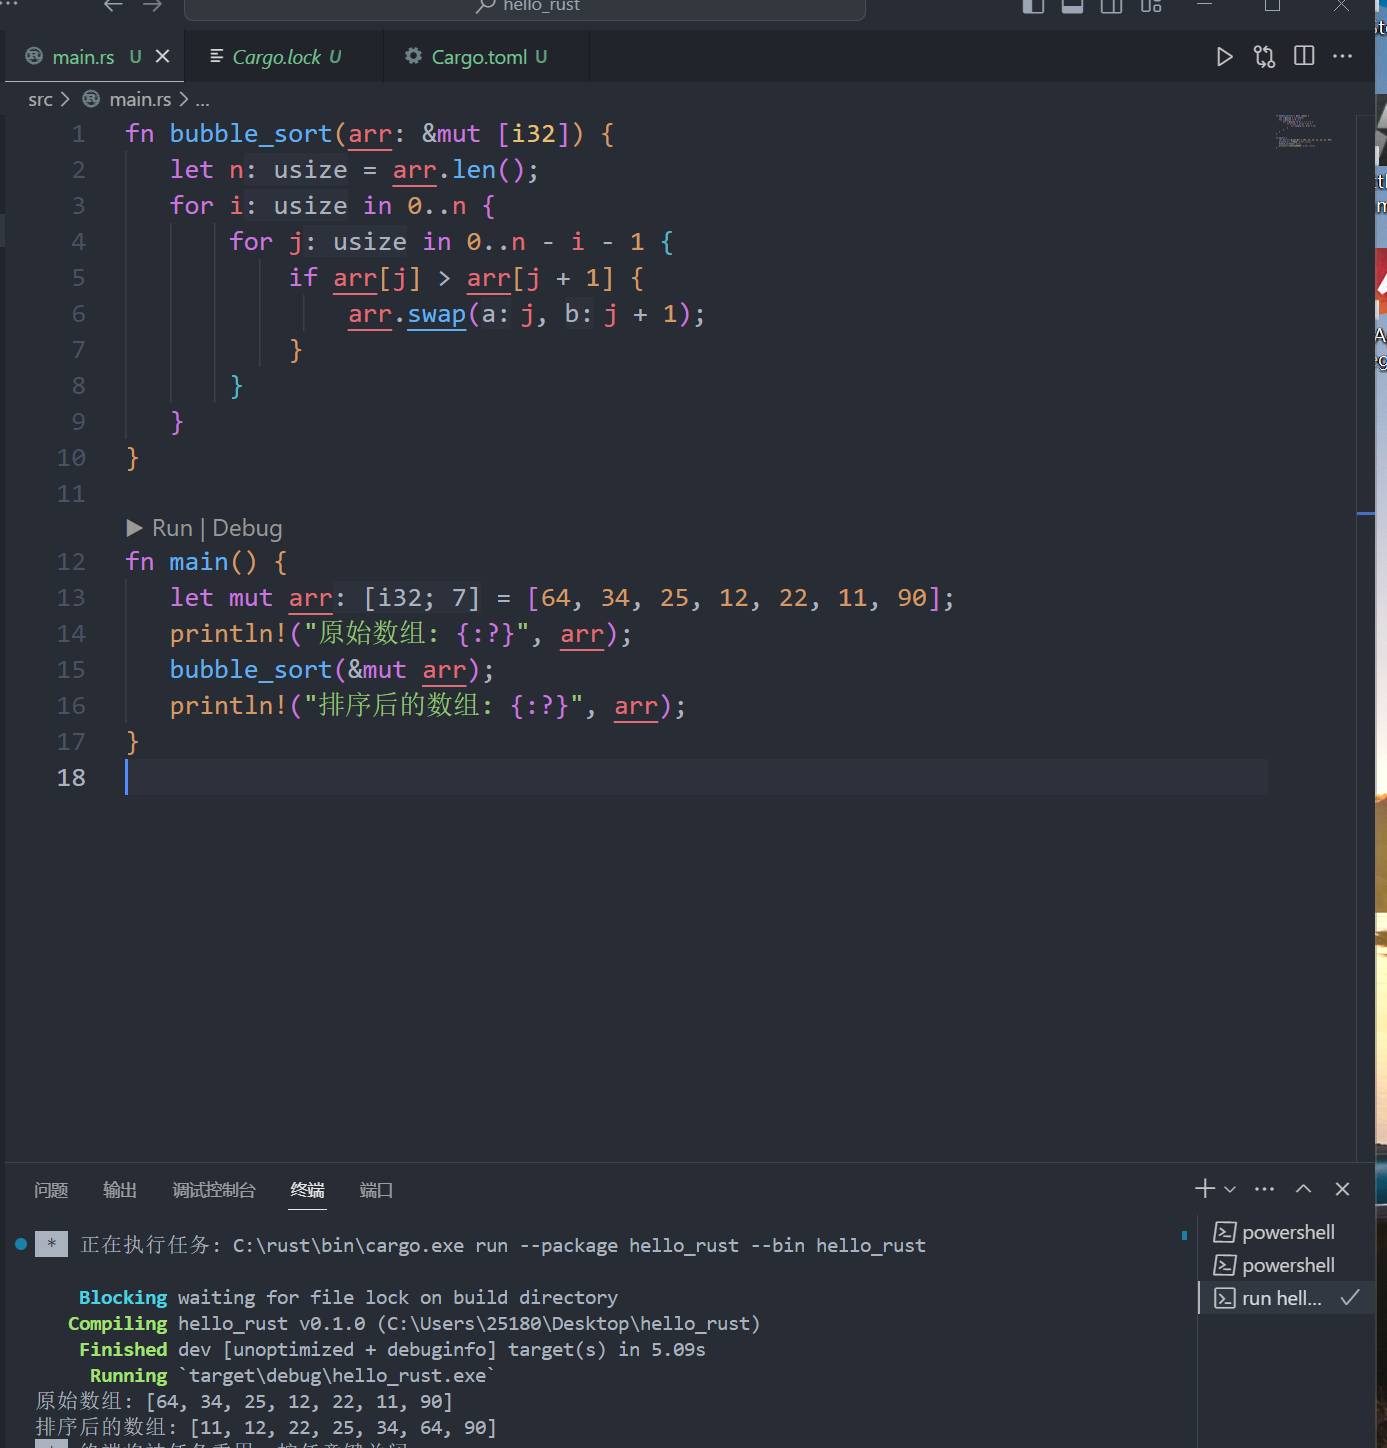 hello_rust
main.rs U
Cargo.lock U
Cargo.toml U
src > main.rs > ...
1 fn bubble_sort(arr: &mut [i32]) {
2 let n: usize = arr.len();
3 for i: usize in 0..n {
4 for j: usize in 0..n - i - 1 {
5 if arr[j] > arr[j + 1] {
6 arr.swap(a: j, b: j + 1);
7 }
8 }
9 }
10 }
11
Run | Debug
12 fn main() {
13 let mut arr: [i32; 7] = [64, 34, 25, 12, 22, 11, 90];
14 println!("原始数组: {:?}", arr);
15 bubble_sort(&mut arr);
16 println!("排序后的数组: {:?}", arr);
17 }
18
问题 输出 调试控制台 终端 端口
* 正在执行任务: C:\rust\bin\cargo.exe run --package hello_rust --bin hello_rust
Blocking waiting for file lock on build directory
Compiling hello_rust v0.1.0 (C:\Users\25180\Desktop\hello_rust)
Finished dev [unoptimized + debuginfo] target(s) in 5.09s
Running `target\debug\hello_rust.exe`
原始数组: [64, 34, 25, 12, 22, 11, 90]
排序后的数组: [11, 12, 22, 25, 34, 64, 90]
powershell
powershell
run hell...